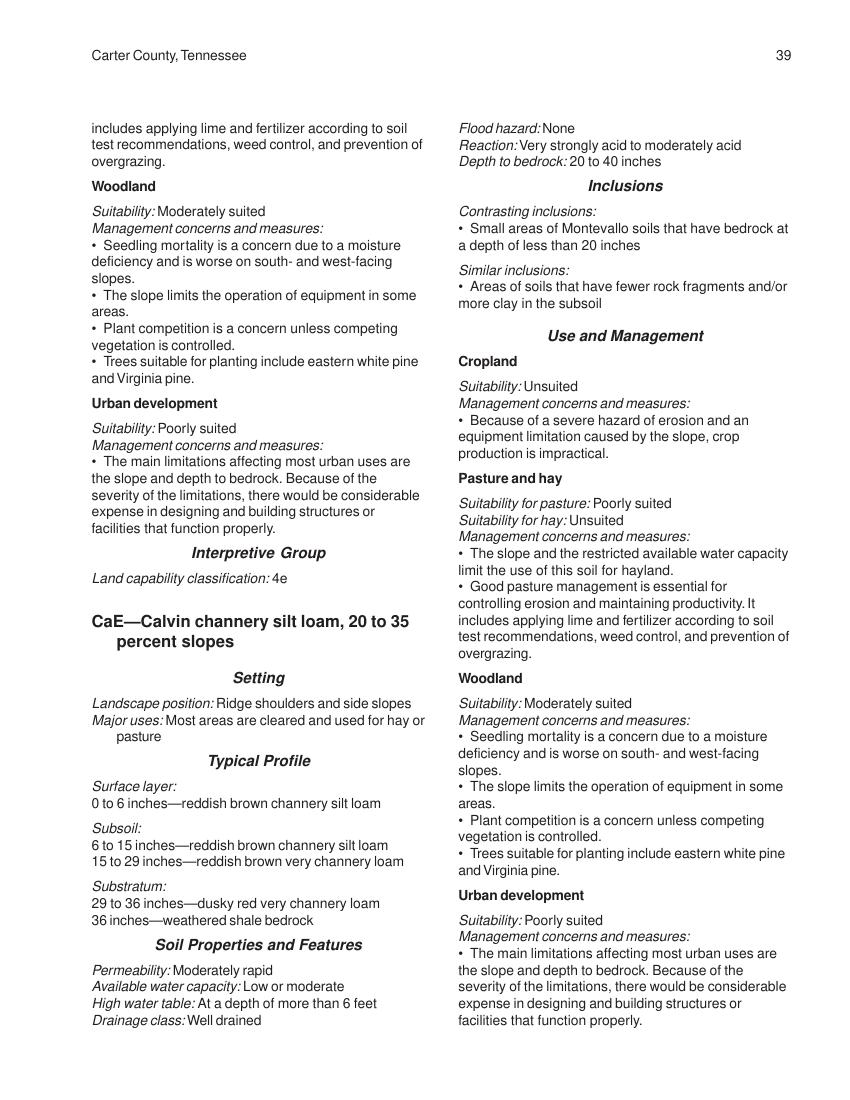 Carter County, Tennessee
39
includes applying lime and fertilizer according to soil
test recommendations, weed control, and prevention of
overgrazing.
Woodland
Suitability: Moderately suited
Management concerns and measures:
• Seedling mortality is a concern due to a moisture
deficiency and is worse on south- and west-facing
slopes.
• The slope limits the operation of equipment in some
areas.
• Plant competition is a concern unless competing
vegetation is controlled.
• Trees suitable for planting include eastern white pine
and Virginia pine.
Urban development
Suitability: Poorly suited
Management concerns and measures:
• The main limitations affecting most urban uses are
the slope and depth to bedrock. Because of the
severity of the limitations, there would be considerable
expense in designing and building structures or
facilities that function properly.
Interpretive Group
Land capability classification: 4e
CaE—Calvin channery silt loam, 20 to 35
percent slopes
Setting
Landscape position: Ridge shoulders and side slopes
Major uses: Most areas are cleared and used for hay or
pasture
Typical Profile
Surface layer:
0 to 6 inches—reddish brown channery silt loam
Subsoil:
6 to 15 inches—reddish brown channery silt loam
15 to 29 inches—reddish brown very channery loam
Substratum:
29 to 36 inches—dusky red very channery loam
36 inches—weathered shale bedrock
Soil Properties and Features
Permeability: Moderately rapid
Available water capacity: Low or moderate
High water table: At a depth of more than 6 feet
Drainage class: Well drained
Flood hazard: None
Reaction: Very strongly acid to moderately acid
Depth to bedrock: 20 to 40 inches
Inclusions
Contrasting inclusions:
• Small areas of Montevallo soils that have bedrock at
a depth of less than 20 inches
Similar inclusions:
• Areas of soils that have fewer rock fragments and/or
more clay in the subsoil
Use and Management
Cropland
Suitability: Unsuited
Management concerns and measures:
• Because of a severe hazard of erosion and an
equipment limitation caused by the slope, crop
production is impractical.
Pasture and hay
Suitability for pasture: Poorly suited
Suitability for hay: Unsuited
Management concerns and measures:
• The slope and the restricted available water capacity
limit the use of this soil for hayland.
• Good pasture management is essential for
controlling erosion and maintaining productivity. It
includes applying lime and fertilizer according to soil
test recommendations, weed control, and prevention of
overgrazing.
Woodland
Suitability: Moderately suited
Management concerns and measures:
• Seedling mortality is a concern due to a moisture
deficiency and is worse on south- and west-facing
slopes.
• The slope limits the operation of equipment in some
areas.
• Plant competition is a concern unless competing
vegetation is controlled.
• Trees suitable for planting include eastern white pine
and Virginia pine.
Urban development
Suitability: Poorly suited
Management concerns and measures:
• The main limitations affecting most urban uses are
the slope and depth to bedrock. Because of the
severity of the limitations, there would be considerable
expense in designing and building structures or
facilities that function properly.